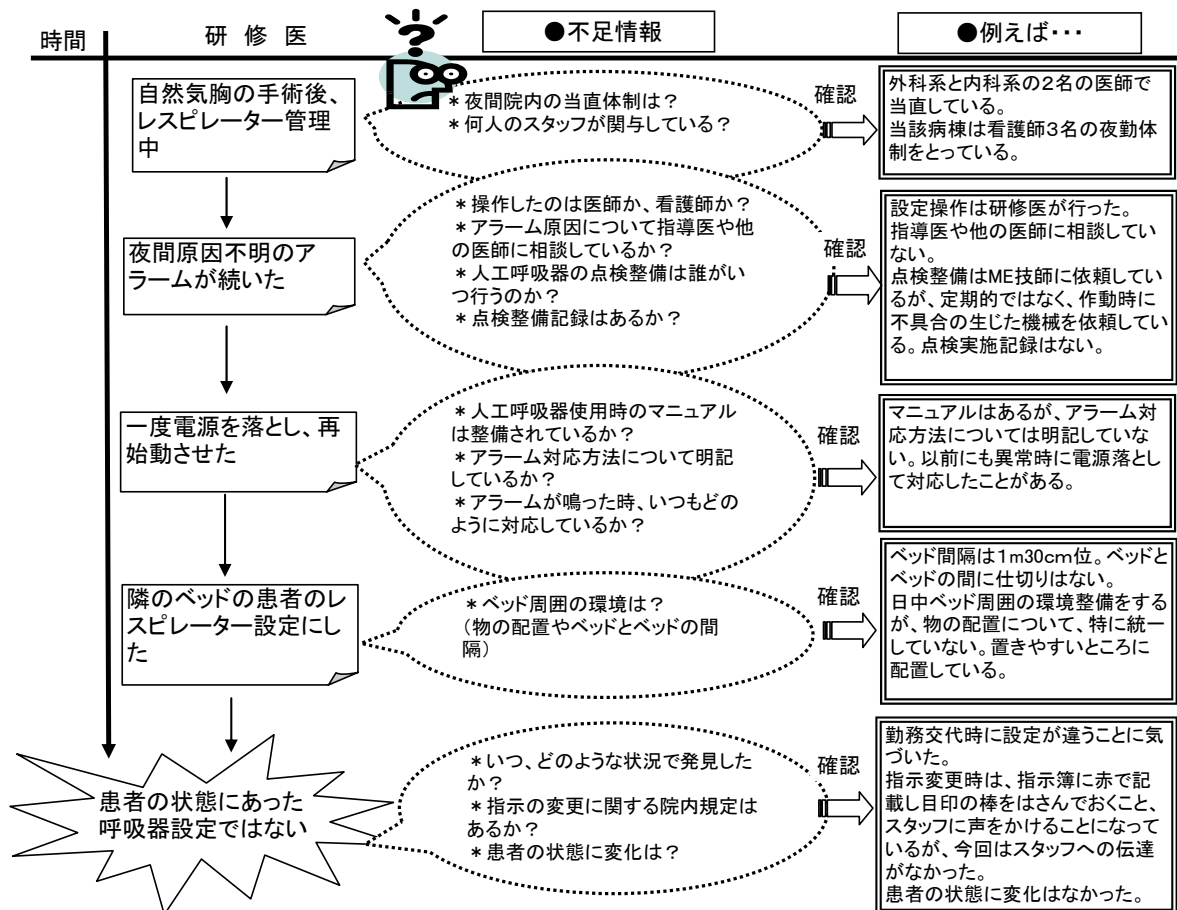 時間
研 修 医
●不足情報
●例えば・・・
自然気胸の手術後、
レスピレーター管理
中
＊夜間院内の当直体制は？
＊何人のスタッフが関与している？
確認
外科系と内科系の２名の医師で
当直している。
当該病棟は看護師３名の夜勤体
制をとっている。
夜間原因不明のア
ラームが続いた
＊操作したのは医師か、看護師か？
＊アラーム原因について指導医や他
の医師に相談しているか？
＊人工呼吸器の点検整備は誰がい
つ行うのか？
＊点検整備記録はあるか？
確認
設定操作は研修医が行った。
指導医や他の医師に相談してい
ない。
点検整備はME技師に依頼してい
るが、定期的ではなく、作動時に
不具合の生じた機械を依頼してい
る。点検実施記録はない。
一度電源を落とし、再
始動させた
＊人工呼吸器使用時のマニュアル
は整備されているか？
＊アラーム対応方法について明記
しているか？
＊アラームが鳴った時、いつもどの
ように対応しているか？
確認
マニュアルはあるが、アラーム対
応方法については明記していな
い。以前にも異常時に電源落とし
て対応したことがある。
隣のベッドの患者のレ
スピレーター設定にし
た
＊ベッド周囲の環境は？
（物の配置やベッドとベッドの間
隔）
確認
ベッド間隔は１ｍ30cm位。ベッドと
ベッドの間に仕切りはない。
日中ベッド周囲の環境整備をする
が、物の配置について、特に統一
していない。置きやすいところに
配置している。
患者の状態にあった
呼吸器設定ではない
＊いつ、どのような状況で発見した
か？
＊指示の変更に関する院内規定は
あるか？
＊患者の状態に変化は？
確認
勤務交代時に設定が違うことに気
づいた。
指示変更時は、指示簿に赤で記
載し目印の棒をはさんでおくこと、
スタッフに声をかけることになって
いるが、今回はスタッフへの伝達
がなかった。
患者の状態に変化はなかった。